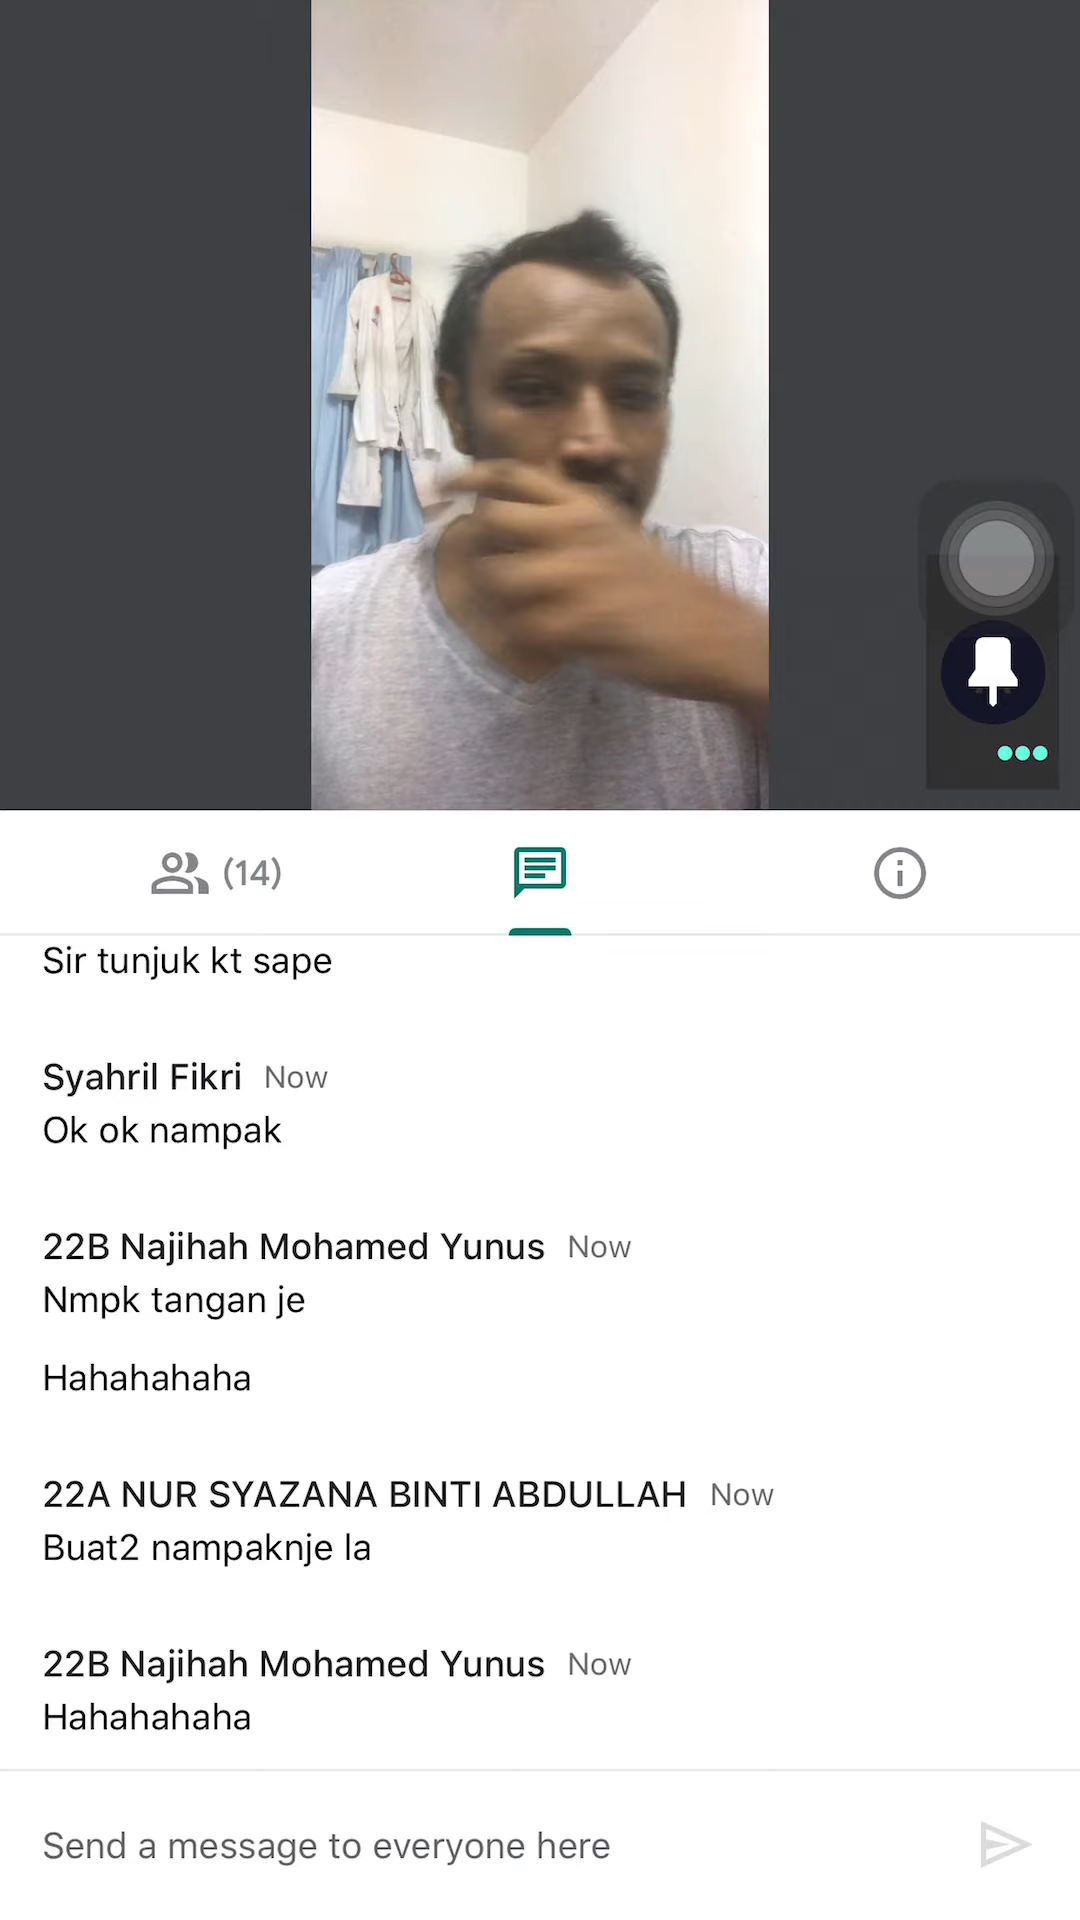 (14)
Sir tunjuk kt sape
Syahril Fikri Now
Ok ok nampak
22B Najihah Mohamed Yunus Now
Nmpk tangan je
Hahahahaha
22A NUR SYAZANA BINTI ABDULLAH Now
Buat2 nampaknje la
22B Najihah Mohamed Yunus Now
Hahahahaha
Send a message to everyone here